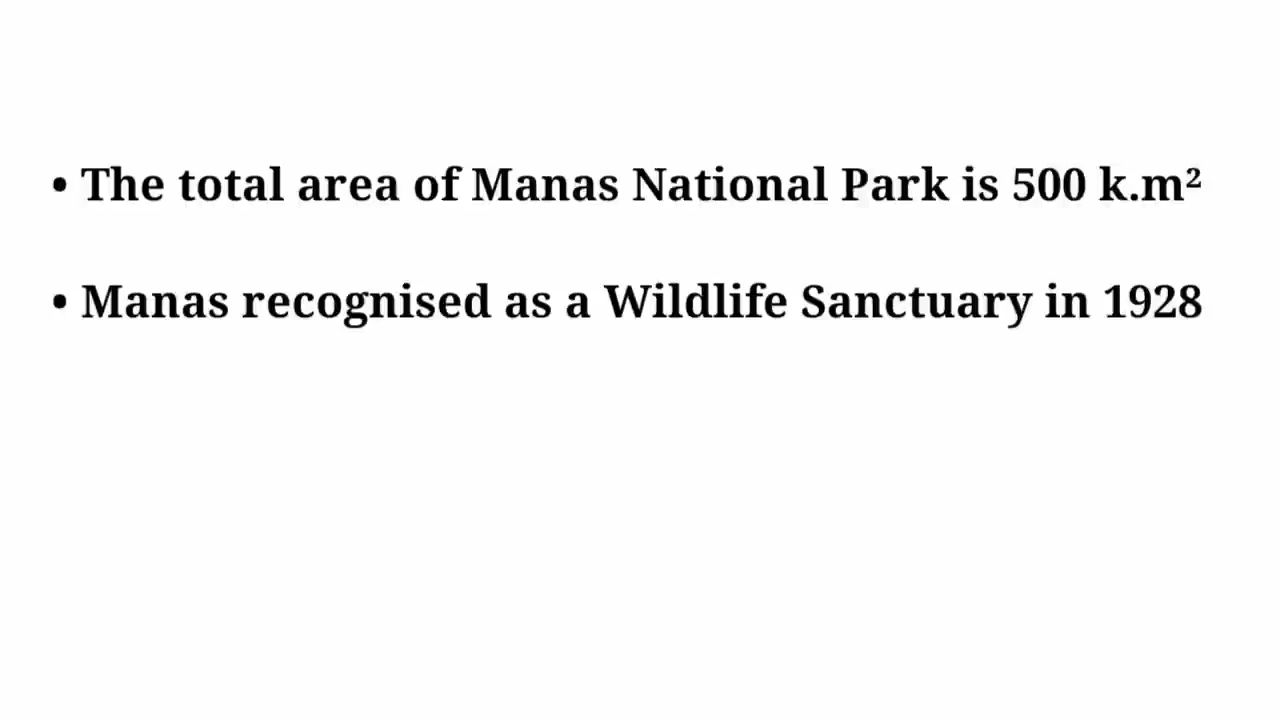 • The total area of Manas National Park is 500 k.m²
• Manas recognised as a Wildlife Sanctuary in 1928